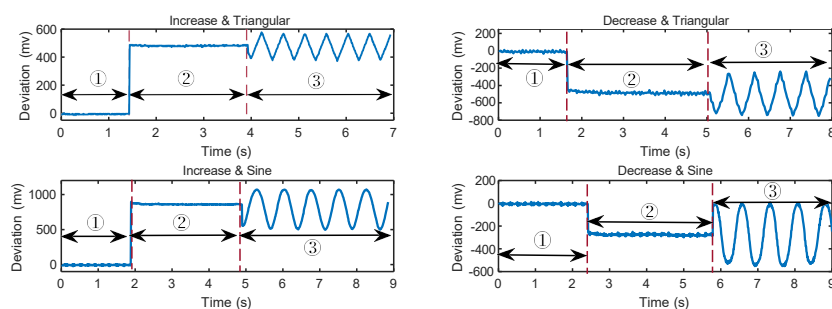 Increase & Triangular
Deviation (mv)
600
400
200
0
① ② ③
0 1 2 3 4 5 6 7
Time (s)
Decrease & Triangular
Deviation (mv)
200
0
-200
-400
-600
-800
① ② ③
0 1 2 3 4 5 6 7 8
Time (s)
Increase & Sine
Deviation (mv)
1000
500
0
① ② ③
0 1 2 3 4 5 6 7 8 9
Time (s)
Decrease & Sine
Deviation (mv)
200
0
-200
-400
-600
① ② ③
0 1 2 3 4 5 6 7 8 9
Time (s)